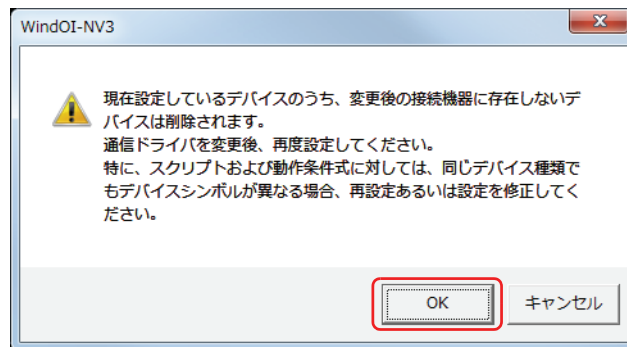 WindOI-NV3
現在設定しているデバイスのうち、変更後の接続機器に存在しないデ
バイスは削除されます。
通信ドライバを変更後、再度設定してください。
特に、スクリプトおよび動作条件式に対しては、同じデバイス種類で
もデバイスシンボルが異なる場合、再設定あるいは設定を修正してく
ださい。
OK
キャンセル